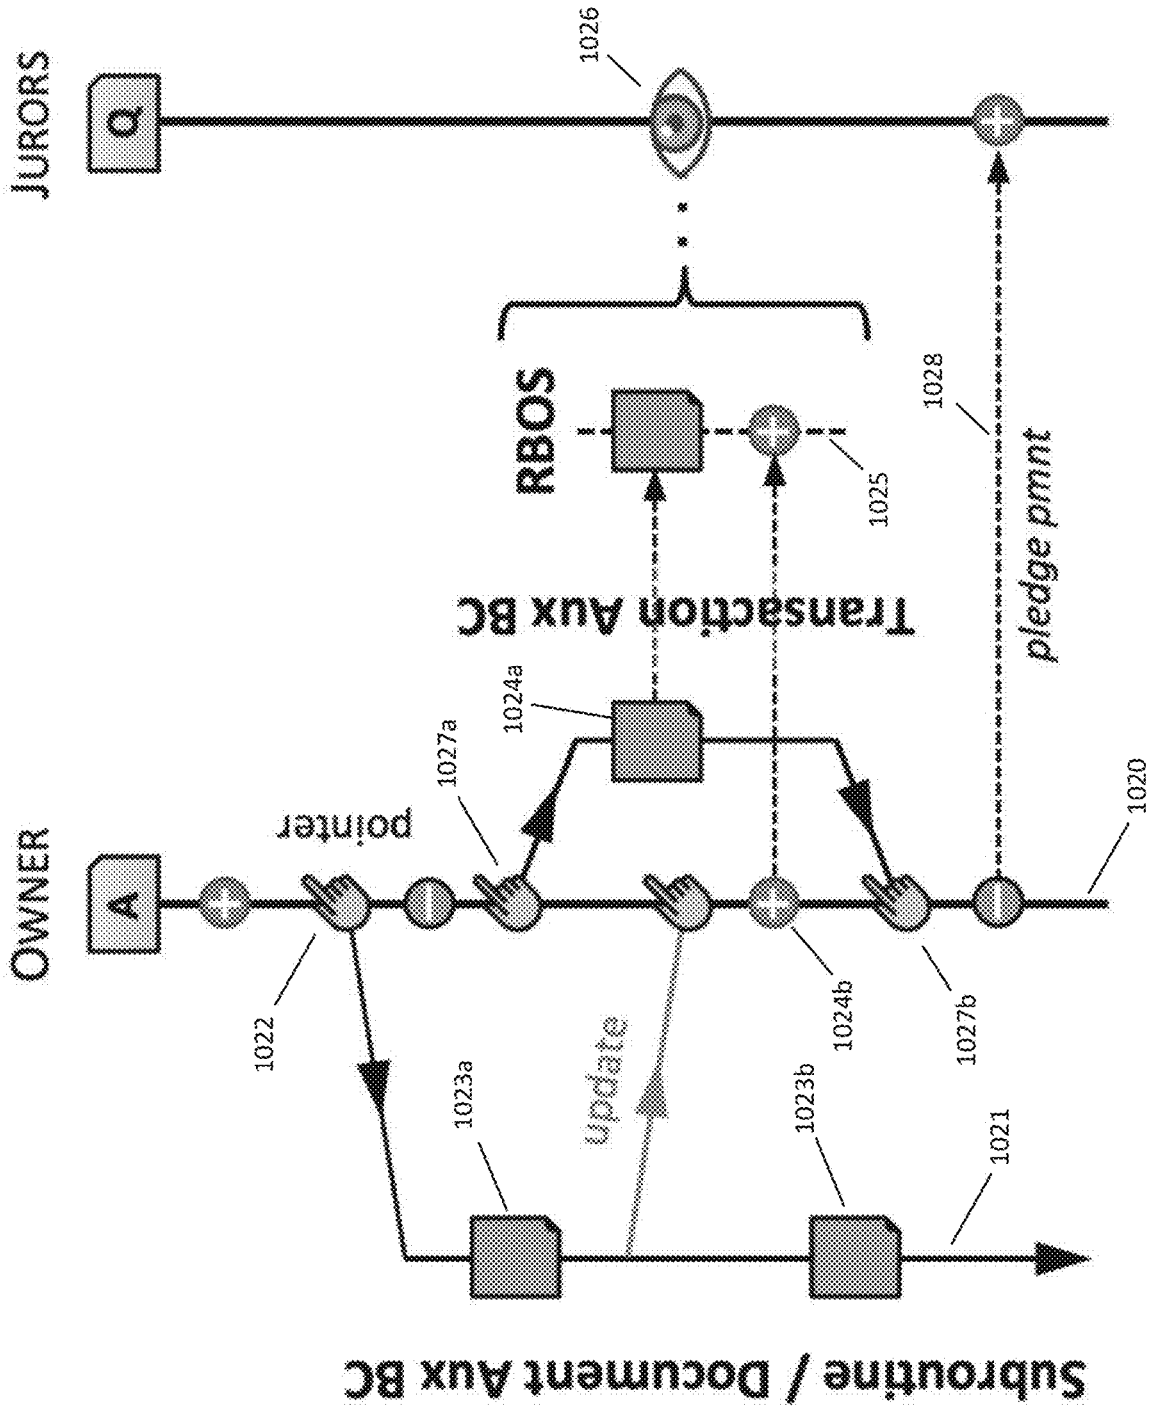 OWNER
JURORS
A
Q
pointer
1022
1027a
1024a
RBOS
1026
1023a
update
Transaction Aux BC
1024b
1025
1023b
1027b
1028
pledge pmnt
1021
1020
Subroutine / Document Aux BC